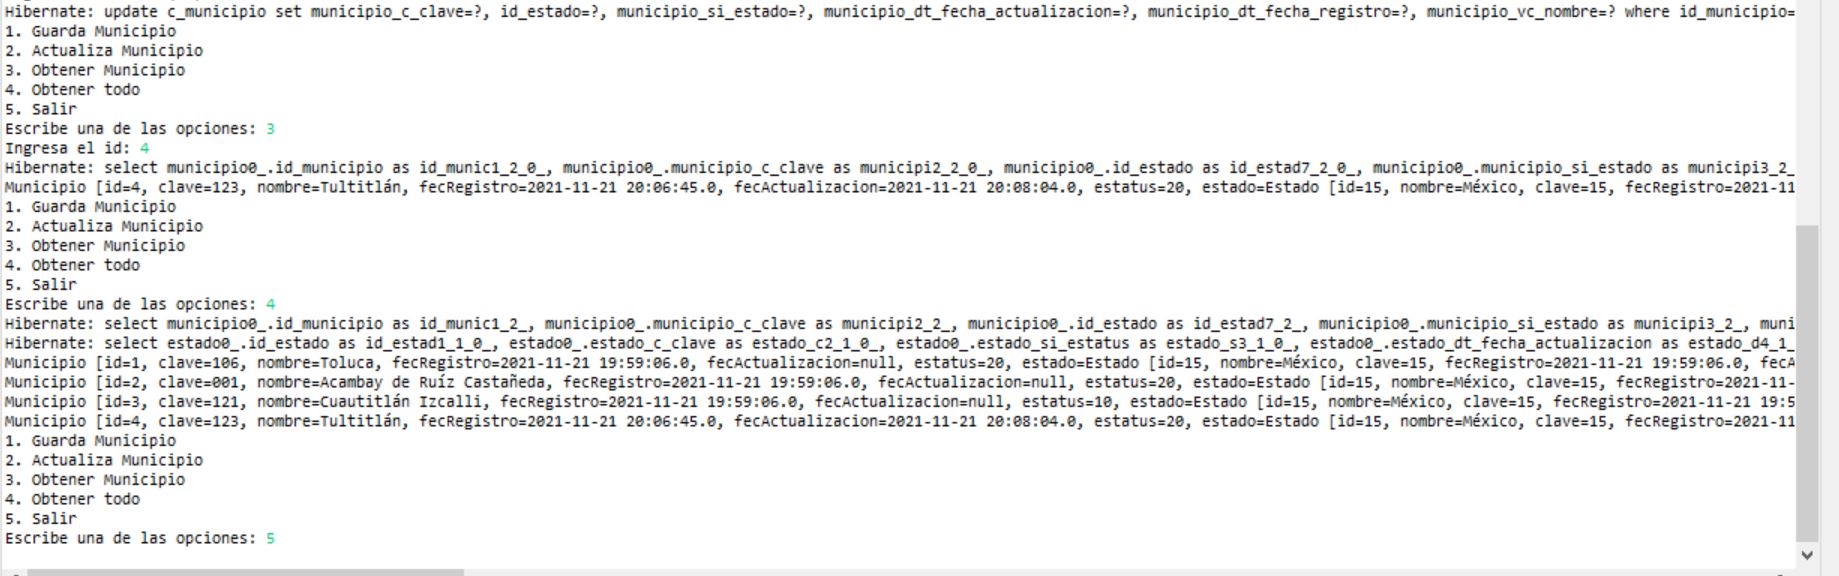 Hibernate: update c_municipio set municipio_c_clave=?, id_estado=?, municipio_si_estado=?, municipio_dt_fecha_actualizacion=?, municipio_dt_fecha_registro=?, municipio_vc_nombre=? where id_municipio=
1. Guarda Municipio
2. Actualiza Municipio
3. Obtener Municipio
4. Obtener todo
5. Salir
Escribe una de las opciones: 3
Ingresa el id: 4
Hibernate: select municipio0_.id_municipio as id_munic1_2_0_, municipio0_.municipio_c_clave as municipi2_2_0_, municipio0_.id_estado as id_estad7_2_0_, municipio0_.municipio_si_estado as municipi3_2_
Municipio [id=4, clave=123, nombre=Tultitlán, fecRegistro=2021-11-21 20:06:45.0, fecActualizacion=2021-11-21 20:08:04.0, estatus=20, estado=Estado [id=15, nombre=México, clave=15, fecRegistro=2021-11
1. Guarda Municipio
2. Actualiza Municipio
3. Obtener Municipio
4. Obtener todo
5. Salir
Escribe una de las opciones: 4
Hibernate: select municipio0_.id_municipio as id_munic1_2_, municipio0_.municipio_c_clave as municipi2_2_, municipio0_.id_estado as id_estad7_2_, municipio0_.municipio_si_estado as municipi3_2_, muni
Hibernate: select estado0_.id_estado as id_estad1_1_0_, estado0_.estado_c_clave as estado_c2_1_0_, estado0_.estado_si_estatus as estado_s3_1_0_, estado0_.estado_dt_fecha_actualizacion as estado_d4_1_
Municipio [id=1, clave=106, nombre=Toluca, fecRegistro=2021-11-21 19:59:06.0, fecActualizacion=null, estatus=20, estado=Estado [id=15, nombre=México, clave=15, fecRegistro=2021-11-21 19:59:06.0, fecA
Municipio [id=2, clave=001, nombre=Acambay de Ruíz Castañeda, fecRegistro=2021-11-21 19:59:06.0, fecActualizacion=null, estatus=20, estado=Estado [id=15, nombre=México, clave=15, fecRegistro=2021-11-
Municipio [id=3, clave=121, nombre=Cuautitlán Izcalli, fecRegistro=2021-11-21 19:59:06.0, fecActualizacion=null, estatus=10, estado=Estado [id=15, nombre=México, clave=15, fecRegistro=2021-11-21 19:5
Municipio [id=4, clave=123, nombre=Tultitlán, fecRegistro=2021-11-21 20:06:45.0, fecActualizacion=2021-11-21 20:08:04.0, estatus=20, estado=Estado [id=15, nombre=México, clave=15, fecRegistro=2021-11
1. Guarda Municipio
2. Actualiza Municipio
3. Obtener Municipio
4. Obtener todo
5. Salir
Escribe una de las opciones: 5